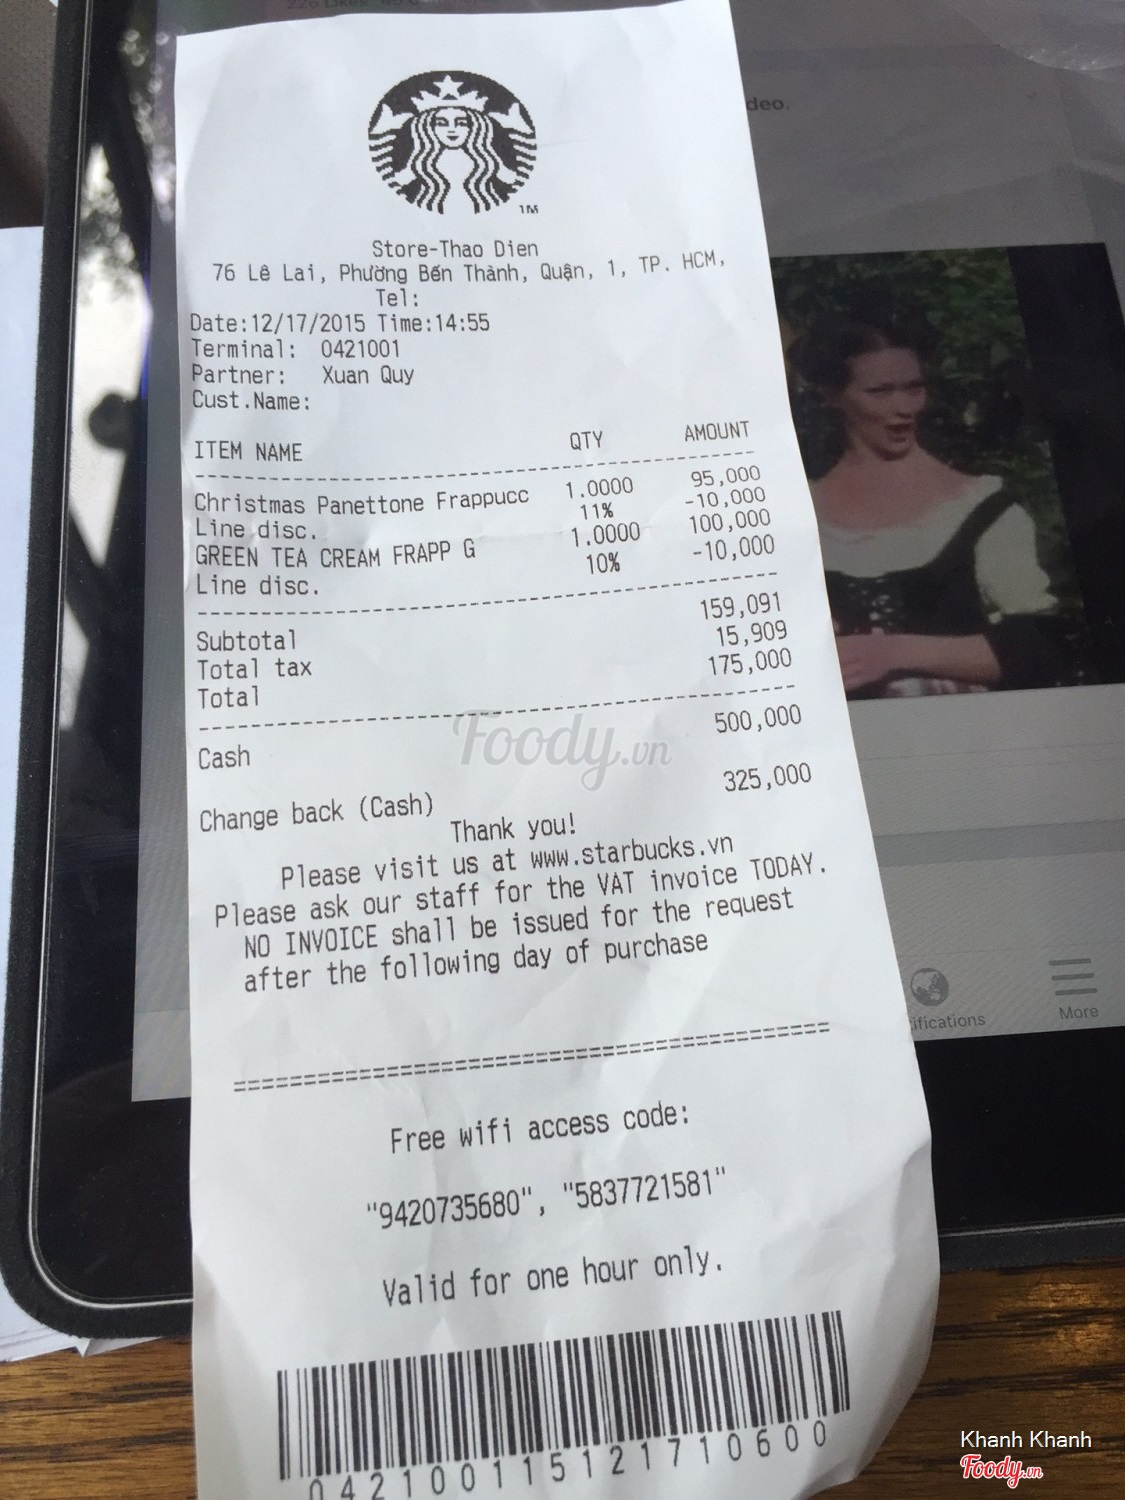 226 Likes
deo.
TM
Store-Thao Dien
76 Lê Lai, Phường Bến Thành, Quận, 1, TP. HCM,
Tel:
Date:12/17/2015 Time:14:55
Terminal: 0421001
Partner: Xuan Quy
Cust.Name:
ITEM NAME QTY AMOUNT
Christmas Panettone Frappucc 1.0000 95,000
Line disc. 11% -10,000
GREEN TEA CREAM FRAPP G 1.0000 100,000
Line disc. 10% -10,000
Subtotal 159,091
Total tax 15,909
Total 175,000
Cash 500,000
Change back (Cash) 325,000
Thank you!
Please visit us at www.starbucks.vn
Please ask our staff for the VAT invoice TODAY.
NO INVOICE shall be issued for the request
after the following day of purchase
Foody.vn
ifications
More
Free wifi access code:
"9420735680", "5837721581"
Valid for one hour only.
042100115121710600
Khanh Khanh
Foody.vn